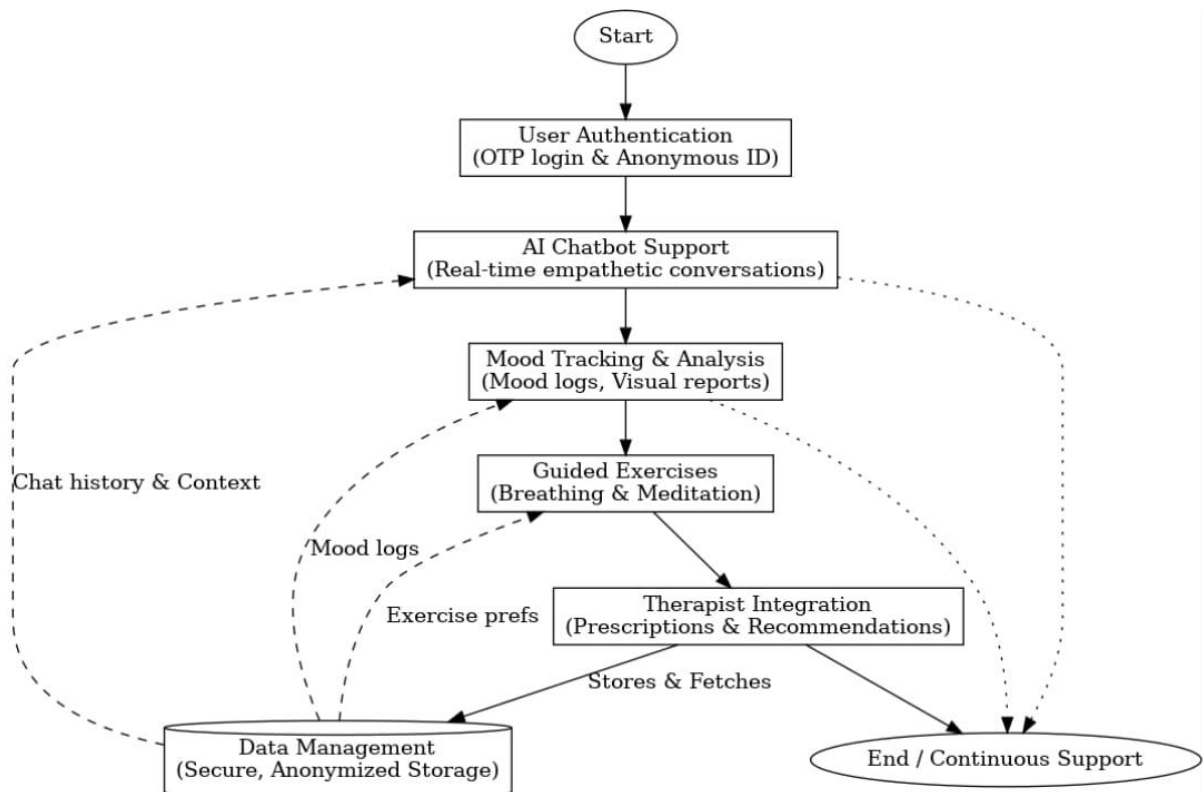 Start
User Authentication
(OTP login & Anonymous ID)
AI Chatbot Support
(Real-time empathetic conversations)
Mood Tracking & Analysis
(Mood logs, Visual reports)
Guided Exercises
(Breathing & Meditation)
Chat history & Context
Mood logs
Exercise prefs
Therapist Integration
(Prescriptions & Recommendations)
Stores & Fetches
Data Management
(Secure, Anonymized Storage)
End / Continuous Support